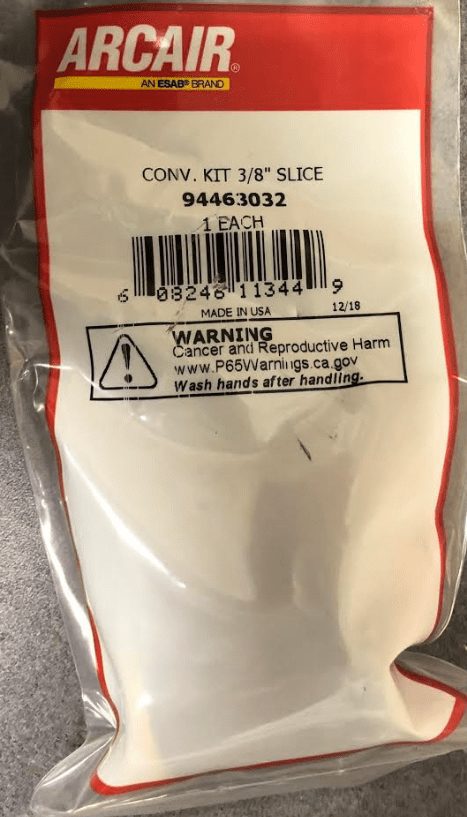 ARCAIR®
AN ESAB® BRAND
CONV. KIT 3/8" SLICE
94463032
1 EACH
6 08246 11344 9
MADE IN USA 12/18
WARNING
Cancer and Reproductive Harm
www.P65Warnings.ca.gov
Wash hands after handling.